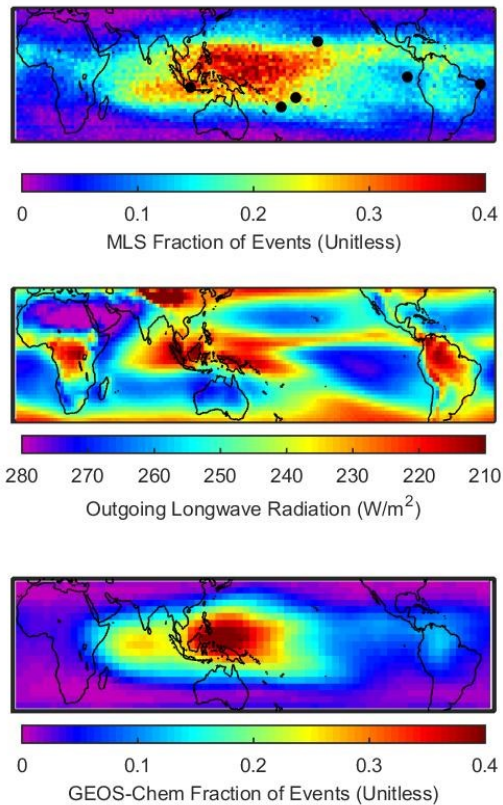 0 0.1 0.2 0.3 0.4
MLS Fraction of Events (Unitless)
280 270 260 250 240 230 220 210
Outgoing Longwave Radiation (W/m²)
0 0.1 0.2 0.3 0.4
GEOS-Chem Fraction of Events (Unitless)